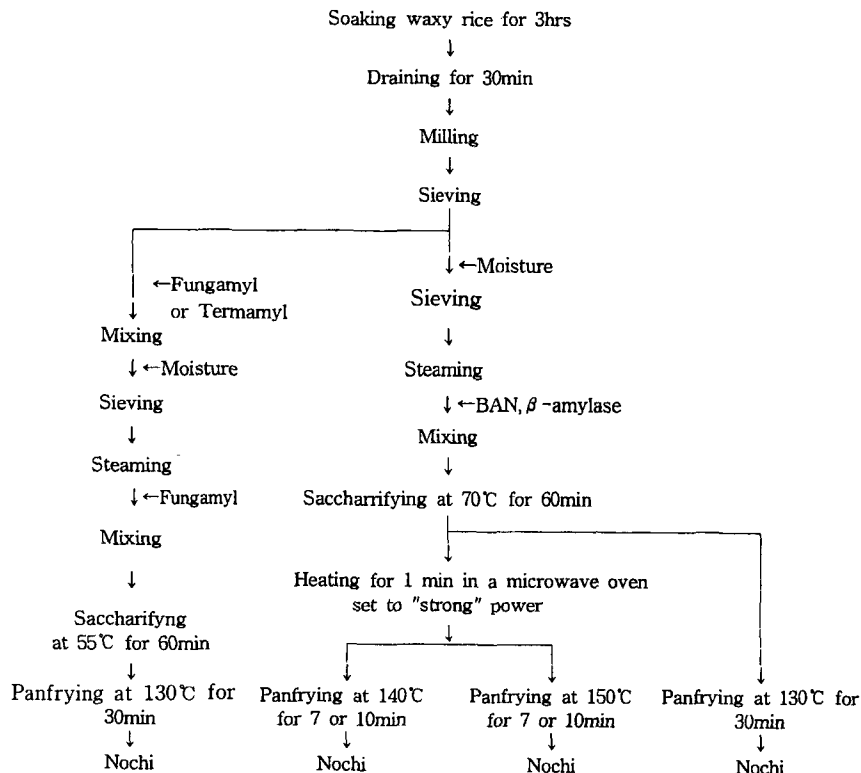 Soaking waxy rice for 3hrs
↓
Draining for 30min
↓
Milling
↓
Sieving
↓ ←Moisture
←Fungamyl
or Termamyl
↓
Sieving
Mixing
↓
↓ ←Moisture
Steaming
Sieving
↓ ←BAN, β-amylase
↓
Mixing
Steaming
↓
↓ ←Fungamyl
Saccharrifying at 70℃ for 60min
Mixing
↓
↓
Heating for 1 min in a microwave oven
set to "strong" power
Saccharifyng
at 55℃ for 60min
↓
↓
↓ ↓ ↓
Panfrying at 130℃ for
30min
Panfrying at 140℃
for 7 or 10min
Panfrying at 150℃
for 7 or 10min
Panfrying at 130℃ for
30min
↓ ↓ ↓ ↓
Nochi Nochi Nochi Nochi